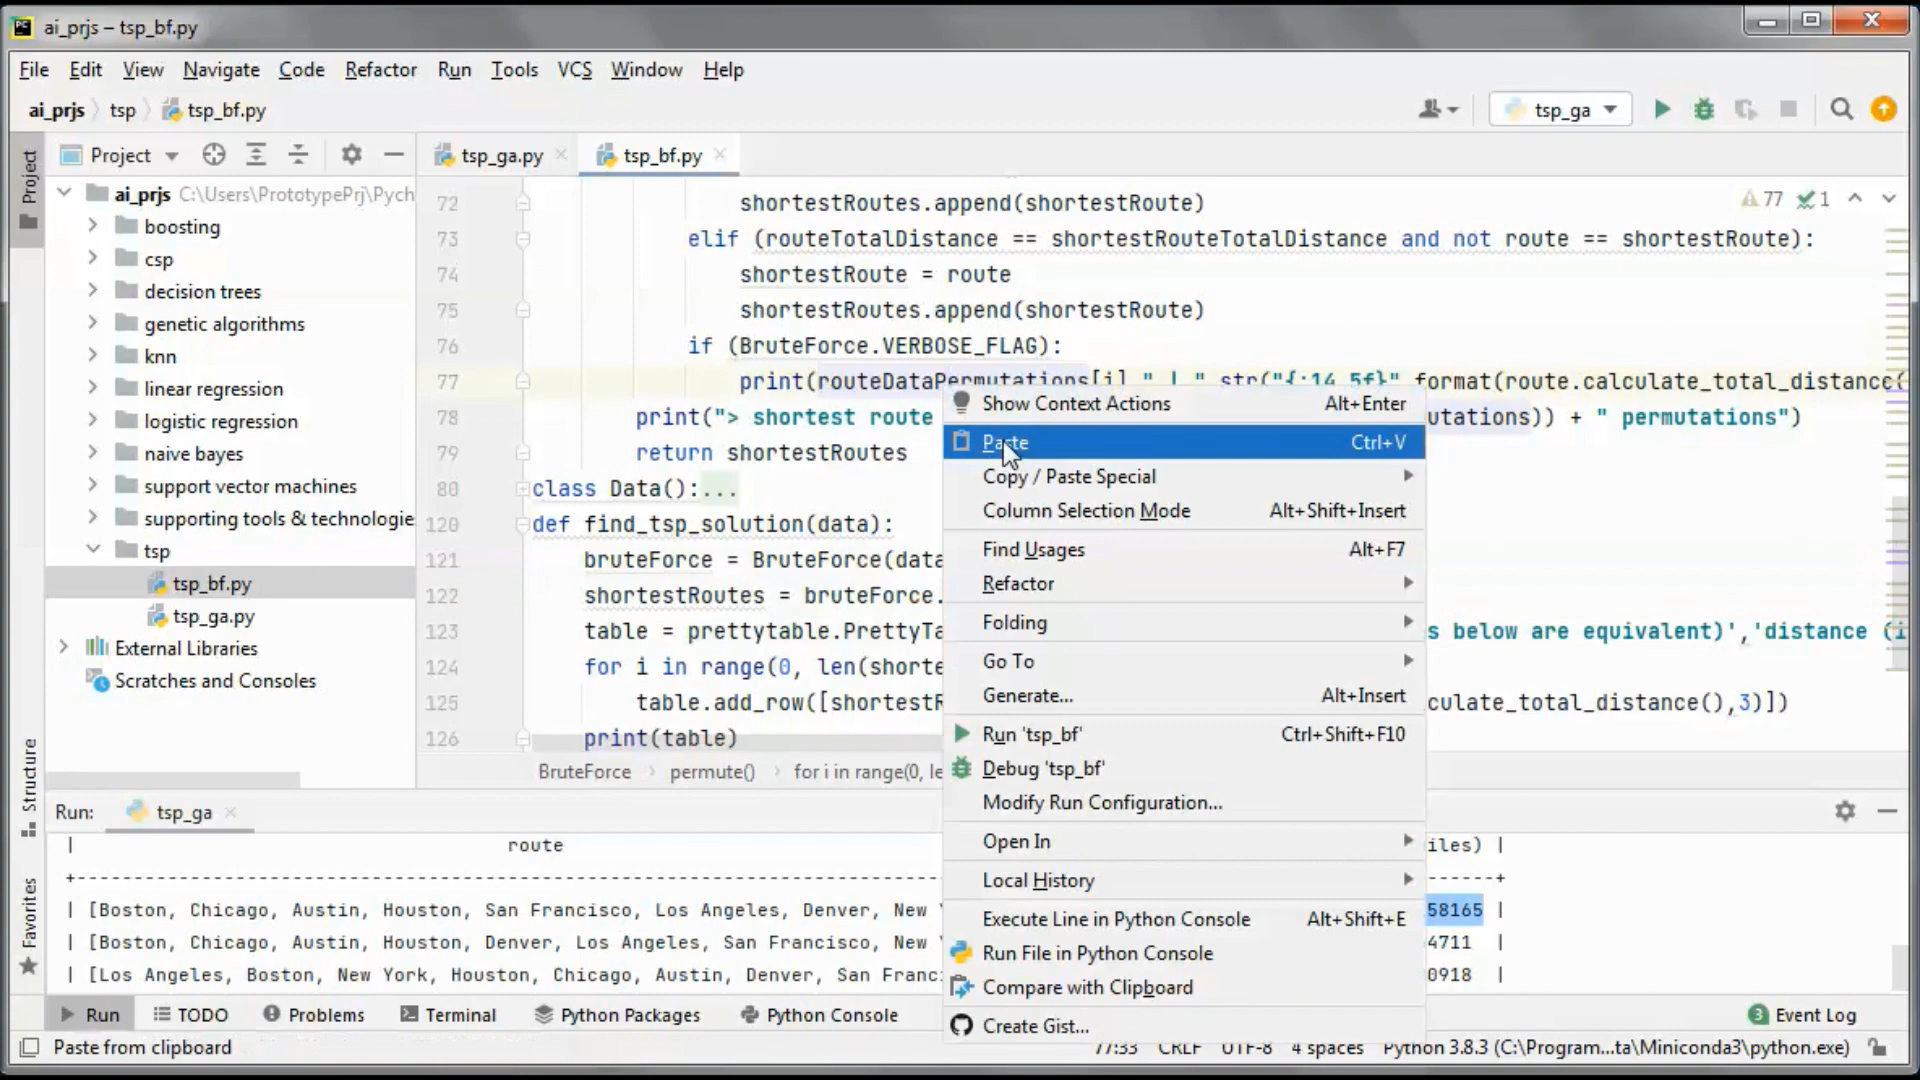 ai_prjs – tsp_bf.py
File Edit View Navigate Code Refactor Run Tools VCS Window Help
ai_prjs tsp tsp_bf.py
tsp_ga
Project
tsp_ga.py
tsp_bf.py
Project
ai_prjs C:\Users\PrototypePrj\Pych
boosting
csp
decision trees
genetic algorithms
knn
linear regression
logistic regression
naive bayes
support vector machines
supporting tools & technologie
tsp
tsp_bf.py
tsp_ga.py
External Libraries
Scratches and Consoles
Structure
Favorites
77 1
72 shortestRoutes.append(shortestRoute)
73 elif (routeTotalDistance == shortestRouteTotalDistance and not route == shortestRoute):
74 shortestRoute = route
75 shortestRoutes.append(shortestRoute)
76 if (BruteForce.VERBOSE_FLAG):
77 print(routeDataPermutations[i] " | " str("{:14.5f}" format(route.calculate_total_distance(
78 print("> shortest route utations)) + " permutations")
79 return shortestRoutes
80 class Data():...
120 def find_tsp_solution(data):
121 bruteForce = BruteForce(data
122 shortestRoutes = bruteForce.
123 table = prettytable.PrettyTa s below are equivalent)','distance (i
124 for i in range(0, len(shorte
125 table.add_row([shortestR culate_total_distance(),3)])
126 print(table)
BruteForce permute() for i in range(0, le
Show Context Actions Alt+Enter
Paste Ctrl+V
Copy / Paste Special
Column Selection Mode Alt+Shift+Insert
Find Usages Alt+F7
Refactor
Folding
Go To
Generate... Alt+Insert
Run 'tsp_bf' Ctrl+Shift+F10
Debug 'tsp_bf'
Modify Run Configuration...
Open In
Local History
Execute Line in Python Console Alt+Shift+E
Run File in Python Console
Compare with Clipboard
Create Gist...
Run: tsp_ga
| route iles) |
+------------------------------------------------------------+
| [Boston, Chicago, Austin, Houston, San Francisco, Los Angeles, Denver, New 58165 |
| [Boston, Chicago, Austin, Houston, Denver, Los Angeles, San Francisco, New 4711 |
| [Los Angeles, Boston, New York, Houston, Chicago, Austin, Denver, San Franc 0918 |
Run TODO Problems Terminal Python Packages Python Console 3 Event Log
Paste from clipboard 77:33 CRLF UTF-8 4 spaces Python 3.8.3 (C:\Program...ta\Miniconda3\python.exe)